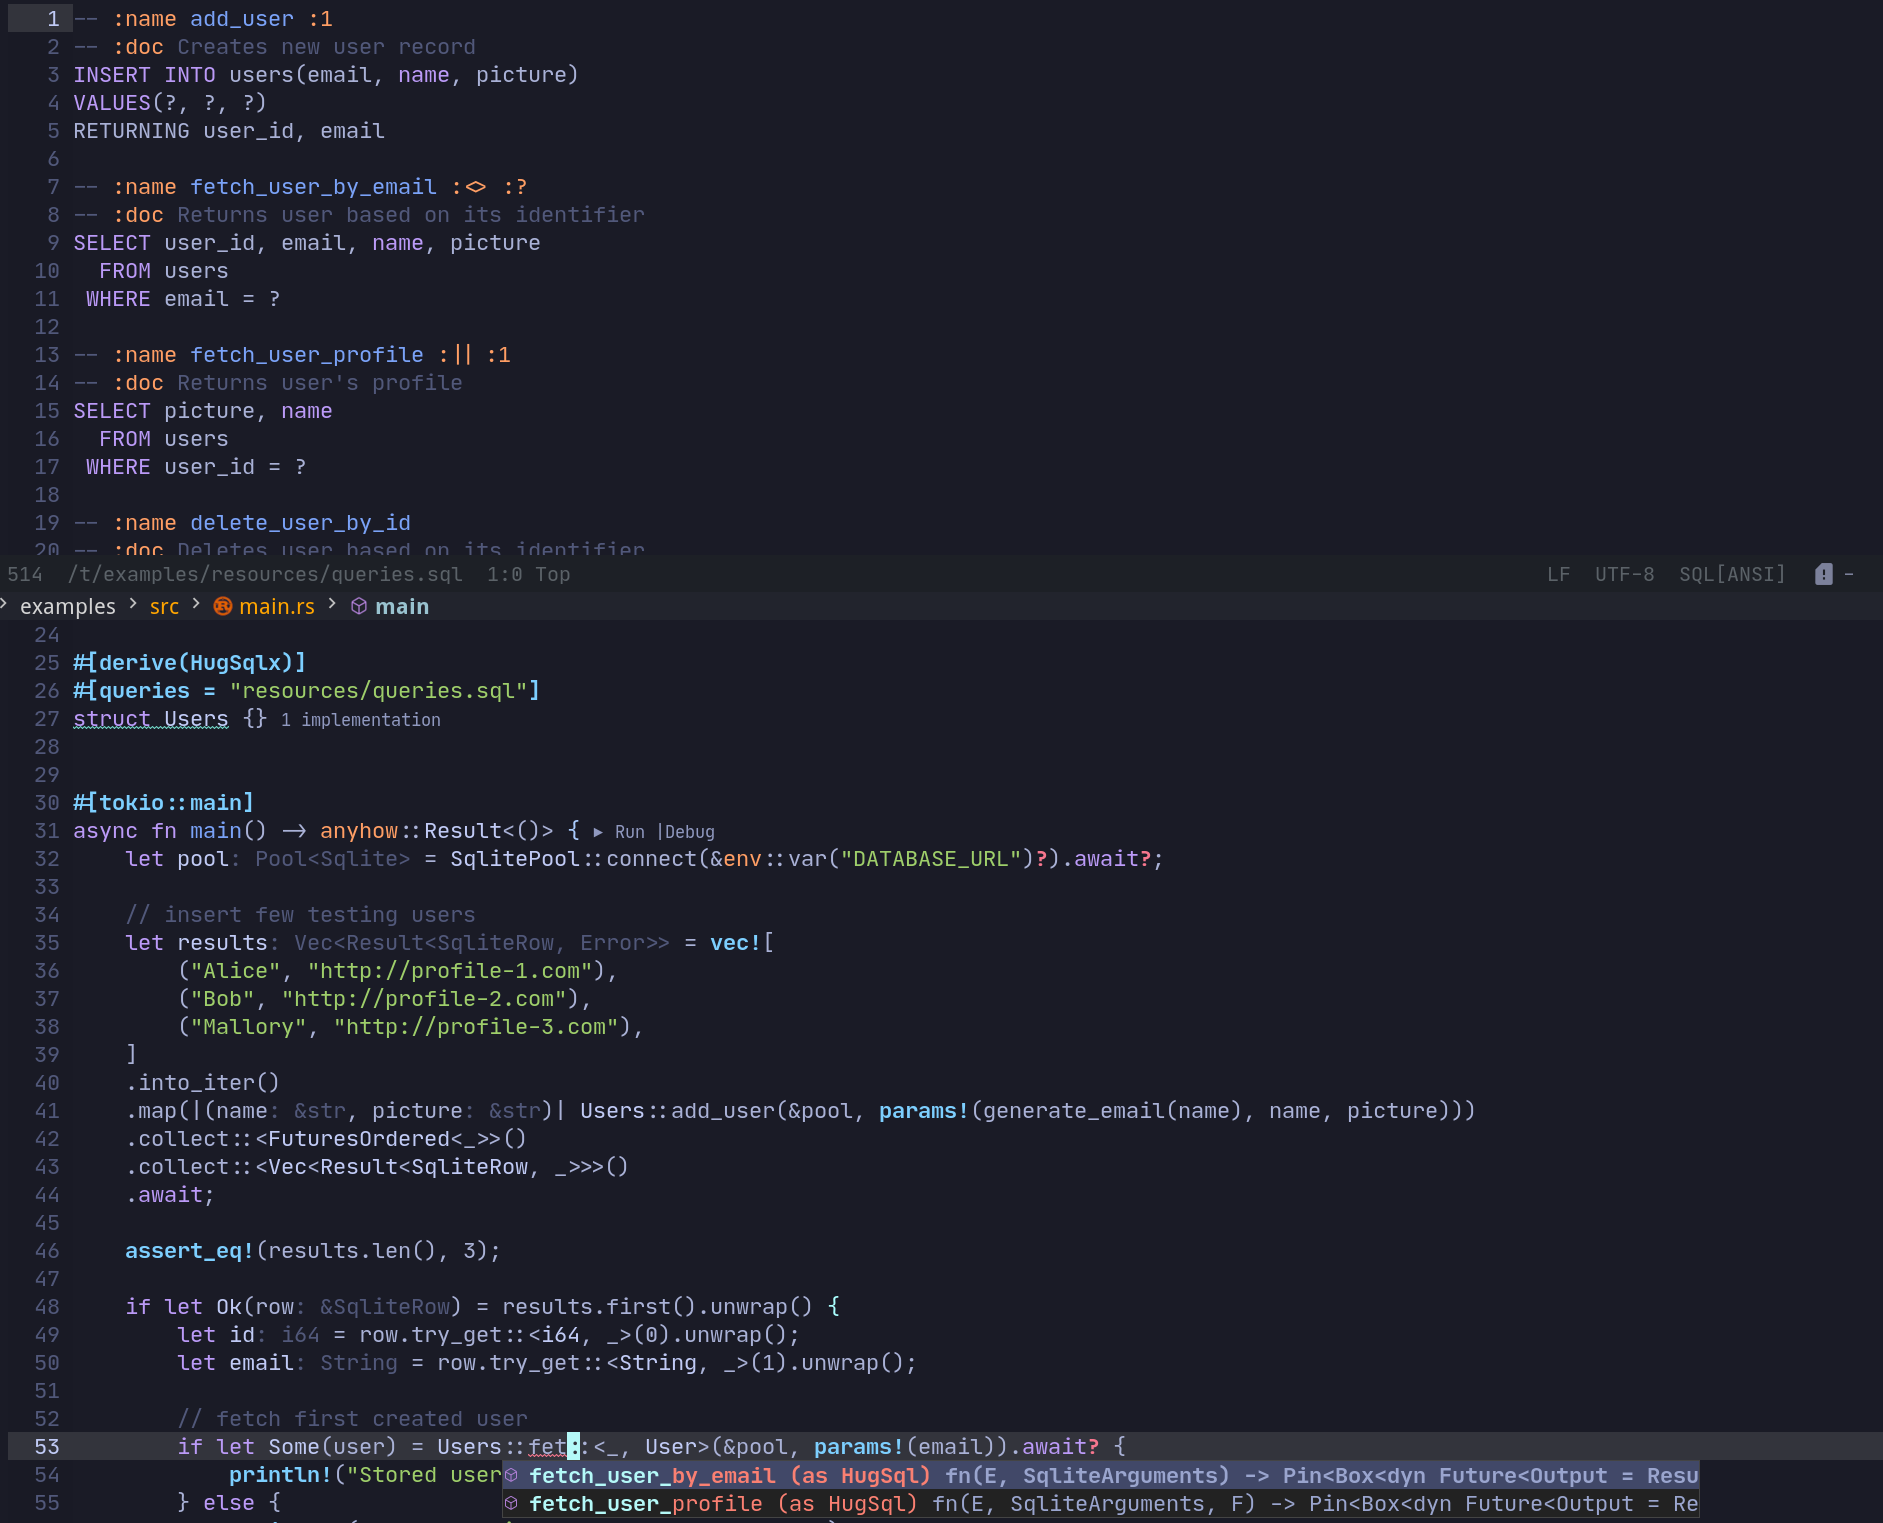 1 -- :name add_user :1
2 -- :doc Creates new user record
3 INSERT INTO users(email, name, picture)
4 VALUES(?, ?, ?)
5 RETURNING user_id, email
6
7 -- :name fetch_user_by_email :<> :?
8 -- :doc Returns user based on its identifier
9 SELECT user_id, email, name, picture
10   FROM users
11  WHERE email = ?
12
13 -- :name fetch_user_profile :|| :1
14 -- :doc Returns user's profile
15 SELECT picture, name
16   FROM users
17  WHERE user_id = ?
18
19 -- :name delete_user_by_id
20 -- :doc Deletes user based on its identifier
514 /t/examples/resources/queries.sql 1:0 Top LF UTF-8 SQL[ANSI] -
> examples > src > main.rs > main
24
25 #[derive(HugSqlx)]
26 #[queries = "resources/queries.sql"]
27 struct Users {} 1 implementation
28
29
30 #[tokio::main]
31 async fn main() -> anyhow::Result<()> { ▶ Run |Debug
32     let pool: Pool<Sqlite> = SqlitePool::connect(&env::var("DATABASE_URL")?).await?;
33
34     // insert few testing users
35     let results: Vec<Result<SqliteRow, Error>> = vec![
36         ("Alice", "http://profile-1.com"),
37         ("Bob", "http://profile-2.com"),
38         ("Mallory", "http://profile-3.com"),
39     ]
40     .into_iter()
41     .map(|(name: &str, picture: &str)| Users::add_user(&pool, params!(generate_email(name), name, picture)))
42     .collect::<FuturesOrdered<_>>()
43     .collect::<Vec<Result<SqliteRow, _>>>()
44     .await;
45
46     assert_eq!(results.len(), 3);
47
48     if let Ok(row: &SqliteRow) = results.first().unwrap() {
49         let id: i64 = row.try_get::<i64, _>(0).unwrap();
50         let email: String = row.try_get::<String, _>(1).unwrap();
51
52         // fetch first created user
53         if let Some(user) = Users::fet::<_, User>(&pool, params!(email)).await? {
54             println!("Stored user fetch_user_by_email (as HugSql) fn(E, SqliteArguments) -> Pin<Box<dyn Future<Output = Resu
55         } else { fetch_user_profile (as HugSql) fn(E, SqliteArguments, F) -> Pin<Box<dyn Future<Output = Re